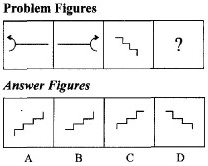 Problem Figures
?
Answer Figures
A B C D